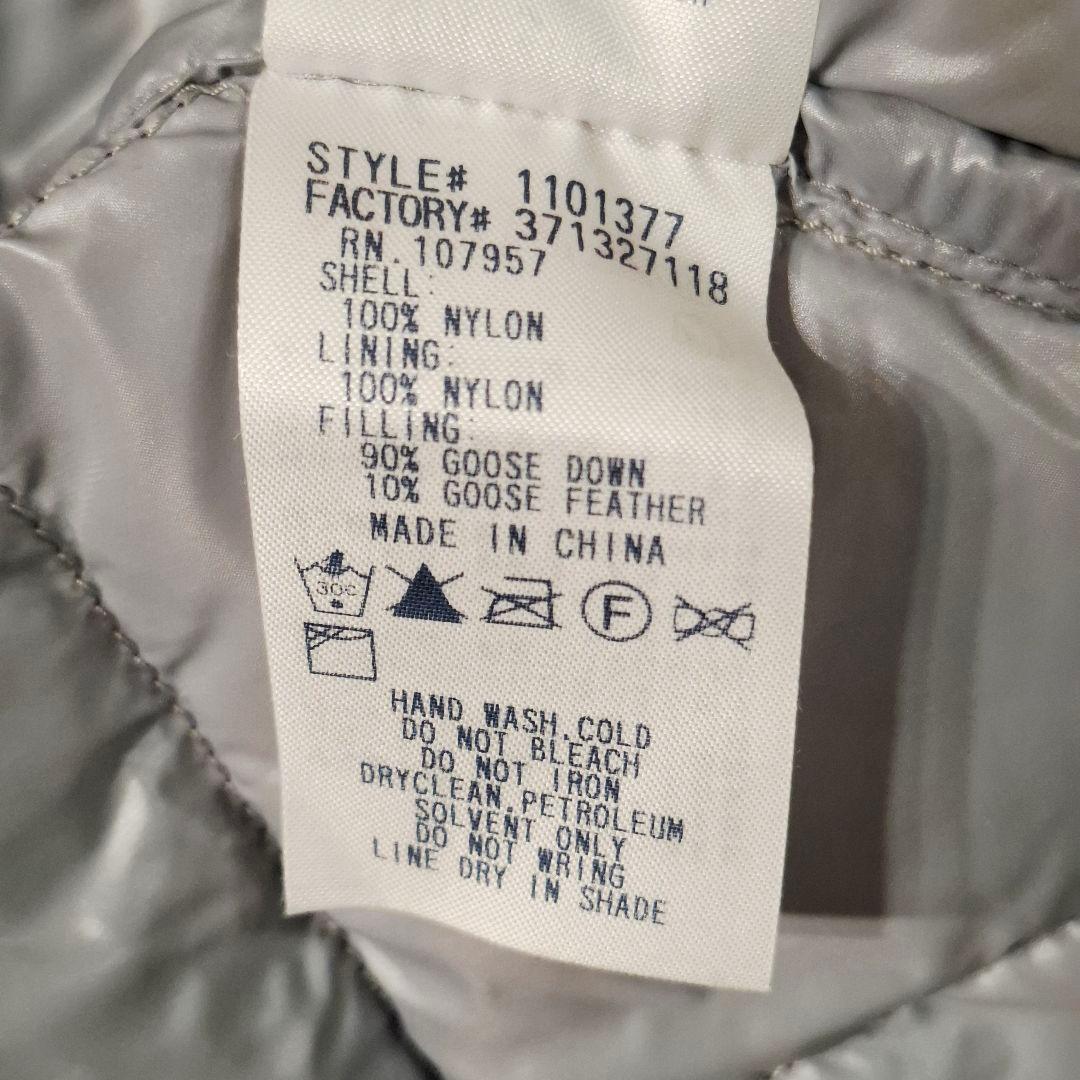 STYLE# 1101377
FACTORY# 371327118
RN. 107957
SHELL:
100% NYLON
LINING:
100% NYLON
FILLING:
90% GOOSE DOWN
10% GOOSE FEATHER
MADE IN CHINA
30C
F
HAND WASH.COLD
DO NOT BLEACH
DO NOT IRON
DRYCLEAN.PETROLEUM
SOLVENT ONLY
DO NOT WRING
LINE DRY IN SHADE